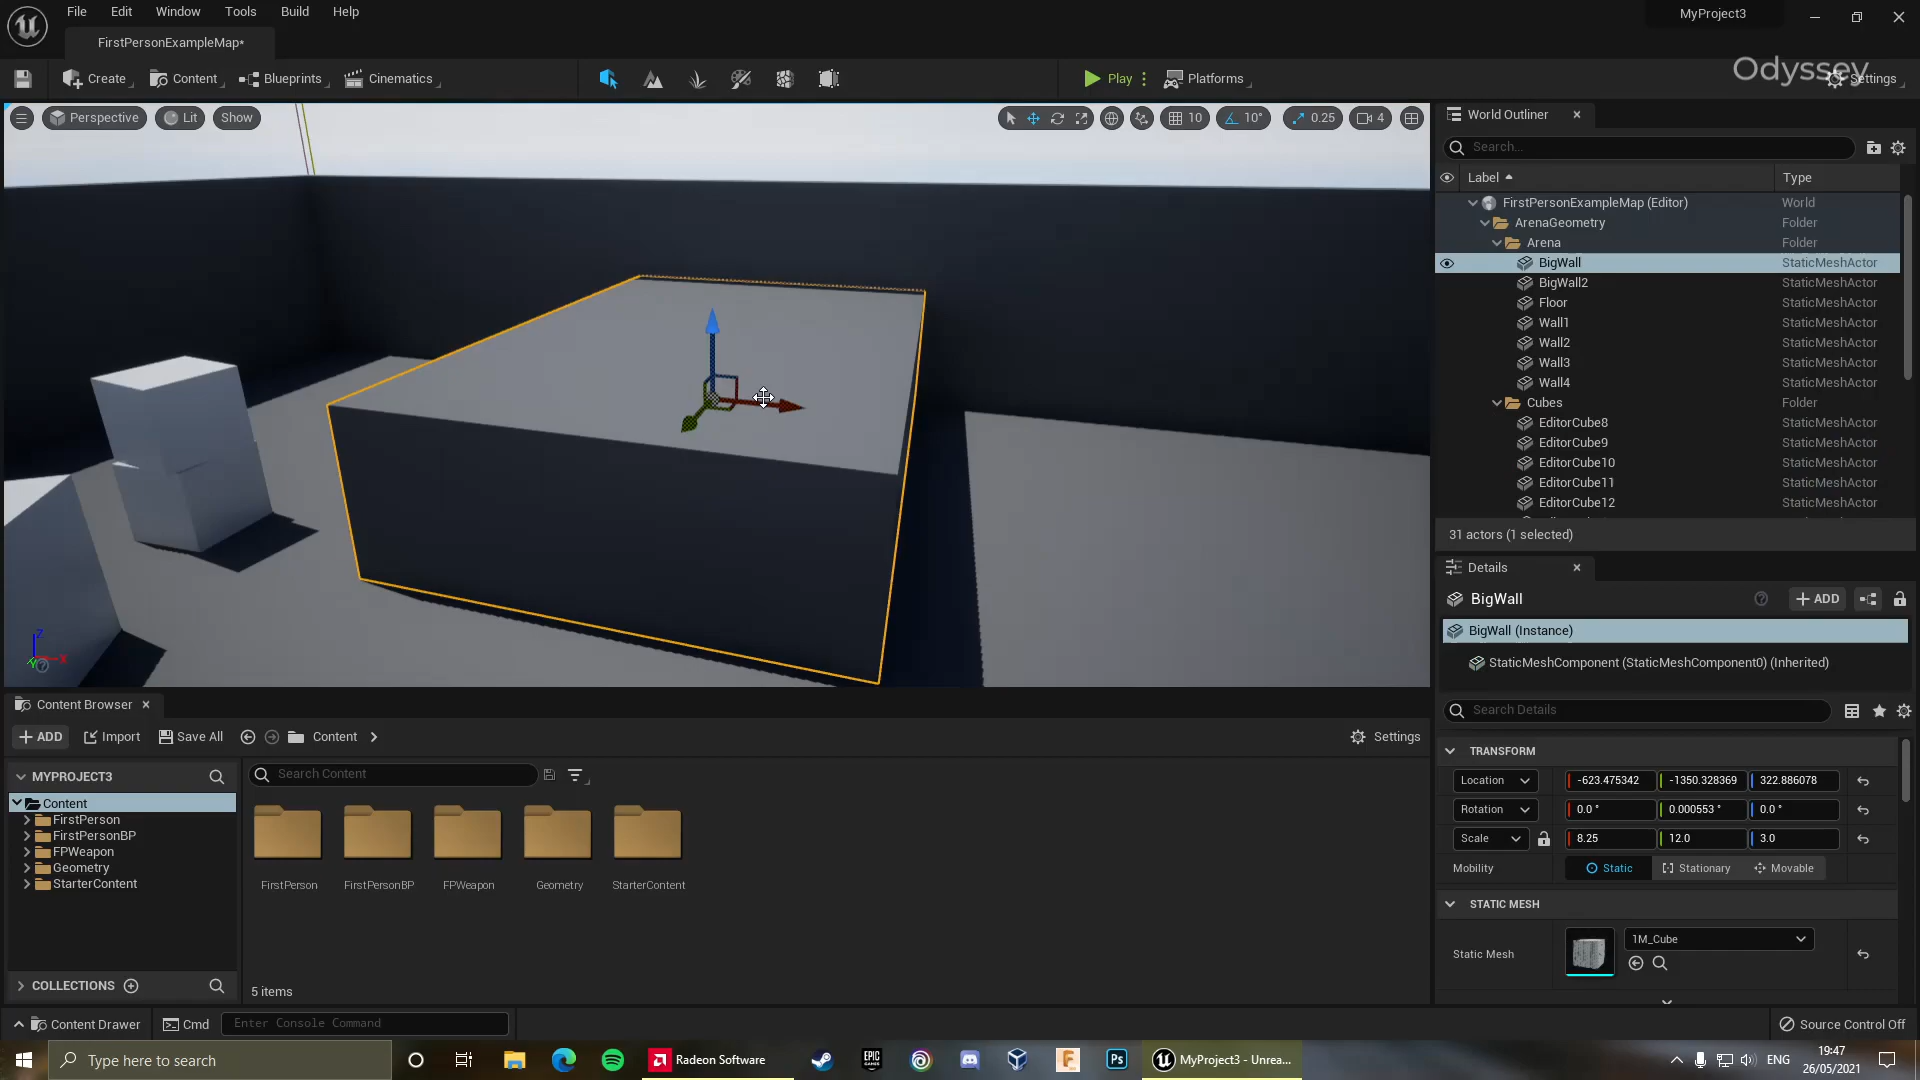 File Edit Window Tools Build Help
MyProject3
FirstPersonExampleMap*
Create Content Blueprints Cinematics
Play Platforms Settings
Odyssey
Perspective Lit Show
10 10° 0.25 4
World Outliner
Search...
Label Type
FirstPersonExampleMap (Editor) World
ArenaGeometry Folder
Arena Folder
BigWall StaticMeshActor
BigWall2 StaticMeshActor
Floor StaticMeshActor
Wall1 StaticMeshActor
Wall2 StaticMeshActor
Wall3 StaticMeshActor
Wall4 StaticMeshActor
Cubes Folder
EditorCube8 StaticMeshActor
EditorCube9 StaticMeshActor
EditorCube10 StaticMeshActor
EditorCube11 StaticMeshActor
EditorCube12 StaticMeshActor
31 actors (1 selected)
Details
BigWall
ADD
BigWall (Instance)
StaticMeshComponent (StaticMeshComponent0) (Inherited)
Search Details
TRANSFORM
Location -623.475342 -1350.328369 322.886078
Rotation 0.0 ° 0.000553 ° 0.0 °
Scale 8.25 12.0 3.0
Mobility Static Stationary Movable
STATIC MESH
Static Mesh 1M_Cube
Z
Y X
Content Browser
ADD Import Save All Content Settings
MYPROJECT3
Search Content
Content
FirstPerson
FirstPersonBP
FPWeapon
Geometry
StarterContent
FirstPerson FirstPersonBP FPWeapon Geometry StarterContent
COLLECTIONS
5 items
Content Drawer Cmd Enter Console Command
Source Control Off
Type here to search
Radeon Software
EPIC GAMES
Ps
MyProject3 - Unrea...
ENG
19:47
26/05/2021